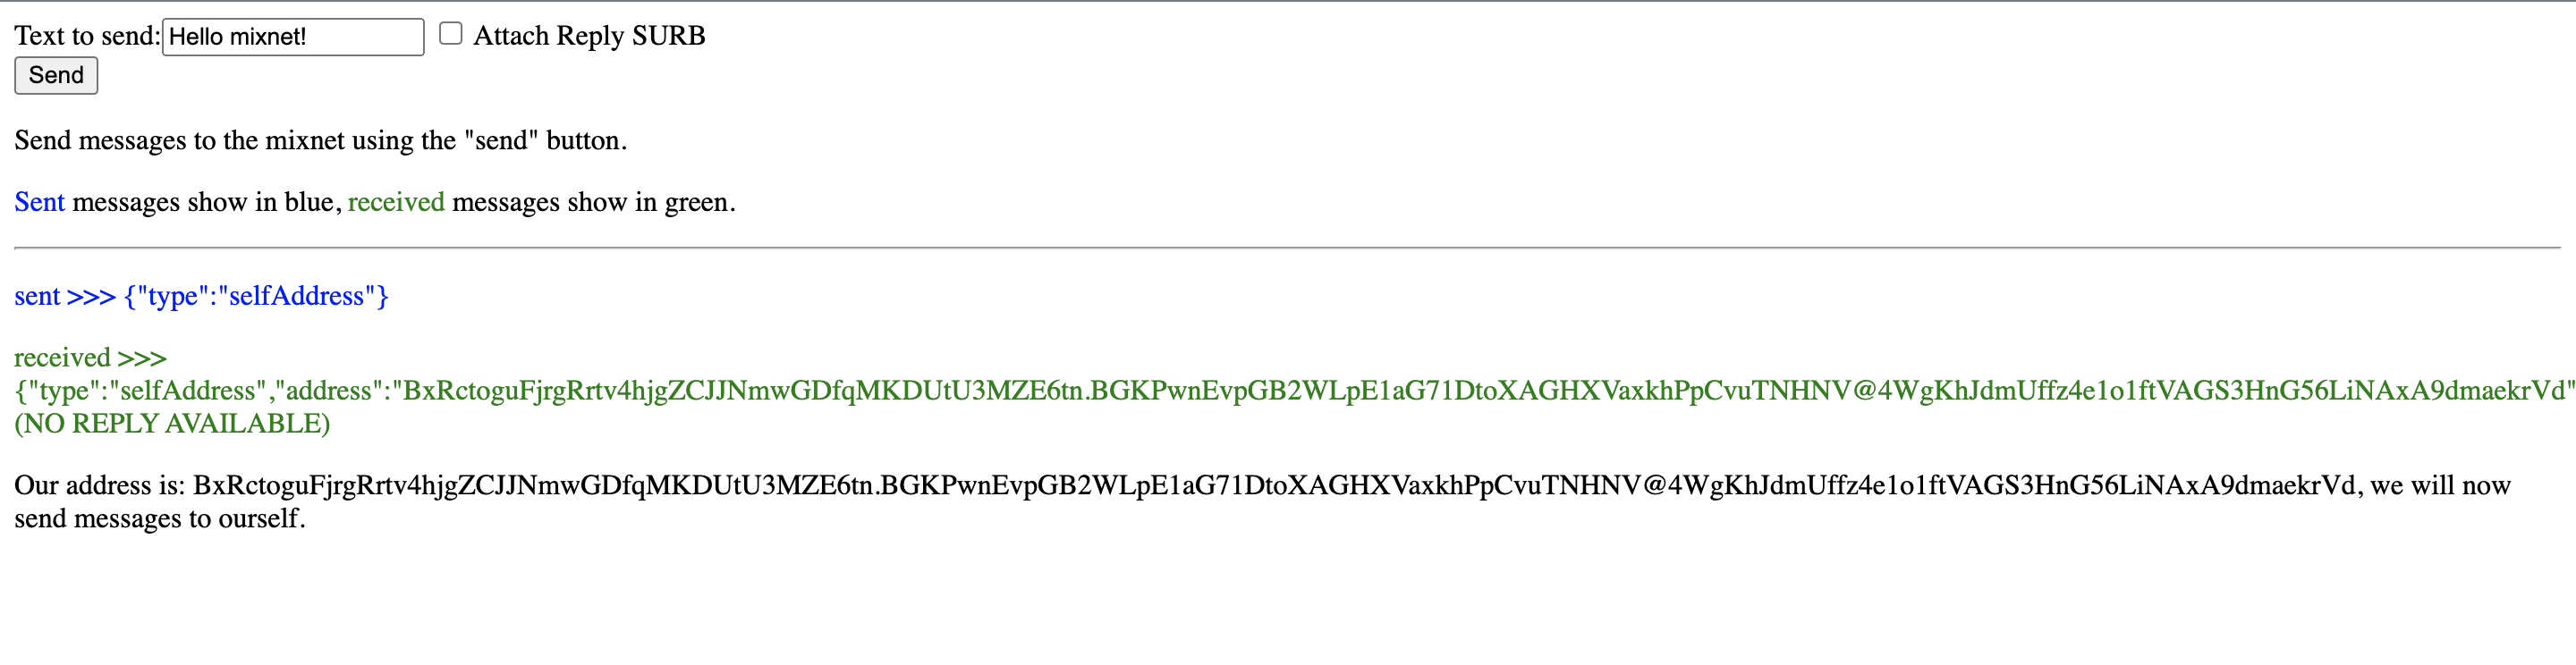 Text to send: Hello mixnet! Attach Reply SURB
Send
Send messages to the mixnet using the "send" button.
Sent messages show in blue, received messages show in green.
sent >>> {"type":"selfAddress"}
received >>>
{"type":"selfAddress","address":"BxRctoguFjrgRrtv4hjgZCJJNmwGDfqMKDUtU3MZE6tn.BGKPwnEvpGB2WLpE1aG71DtoXAGHXVaxkhPpCvuTNHNV@4WgKhJdmUffz4e1o1ftVAGS3HnG56LiNAxA9dmaekrVd"
(NO REPLY AVAILABLE)
Our address is: BxRctoguFjrgRrtv4hjgZCJJNmwGDfqMKDUtU3MZE6tn.BGKPwnEvpGB2WLpE1aG71DtoXAGHXVaxkhPpCvuTNHNV@4WgKhJdmUffz4e1o1ftVAGS3HnG56LiNAxA9dmaekrVd, we will now
send messages to ourself.